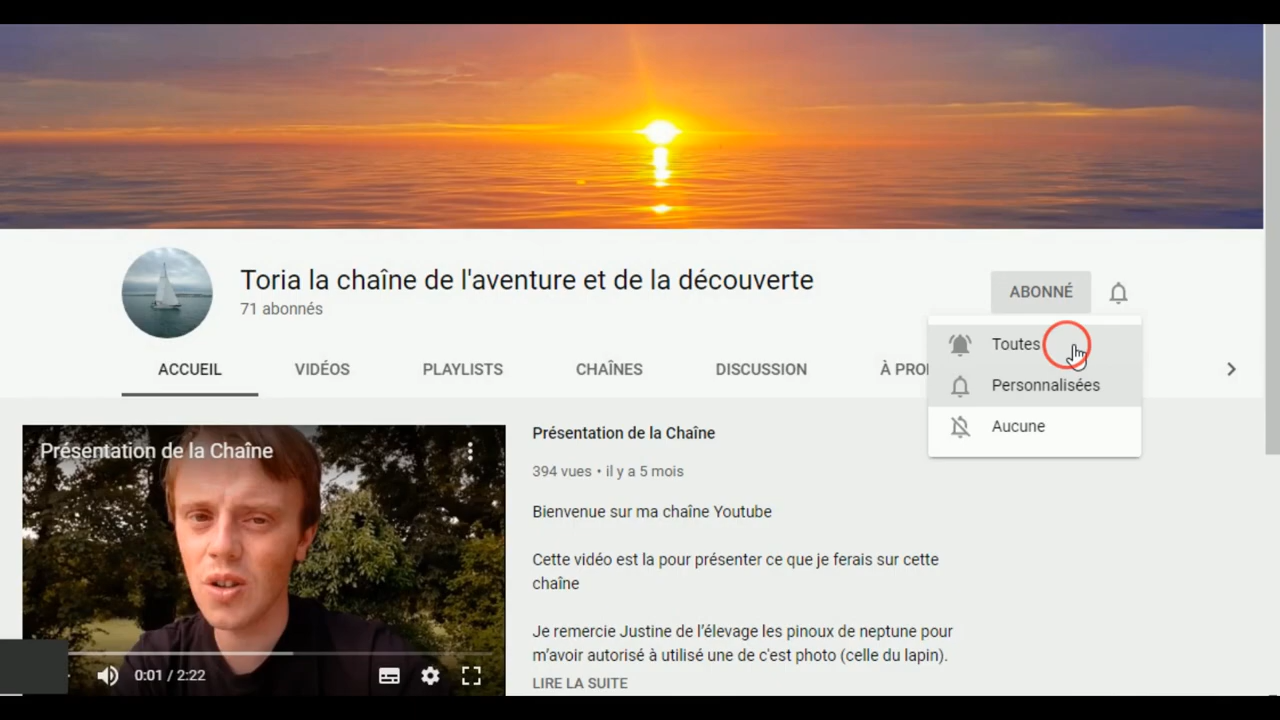 Toria la chaîne de l'aventure et de la découverte
71 abonnés
ABONNÉ
Toutes
Personnalisées
Aucune
ACCUEIL
VIDÉOS
PLAYLISTS
CHAÎNES
DISCUSSION
À PRO
Présentation de la Chaîne
0:01 / 2:22
Présentation de la Chaîne
394 vues • il y a 5 mois
Bienvenue sur ma chaîne Youtube
Cette vidéo est la pour présenter ce que je ferais sur cette
chaîne
Je remercie Justine de l’élevage les pinoux de neptune pour
m’avoir autorisé à utilisé une de c'est photo (celle du lapin).
LIRE LA SUITE